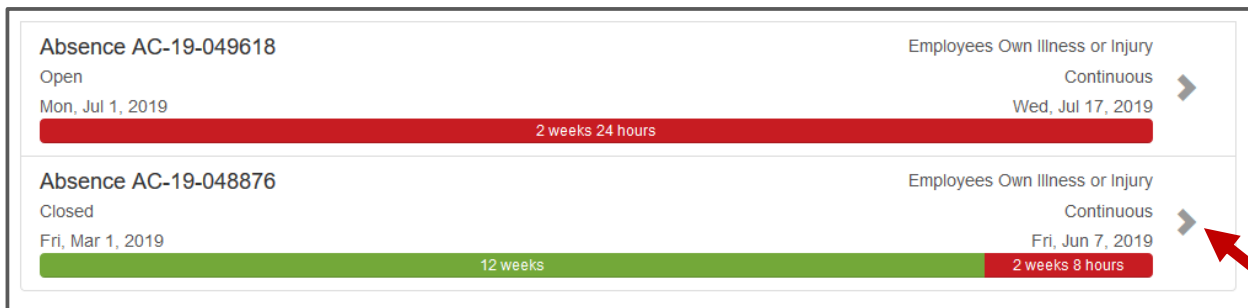 Absence AC-19-049618 Employees Own Illness or Injury
Open Continuous
Mon, Jul 1, 2019 Wed, Jul 17, 2019
2 weeks 24 hours
Absence AC-19-048876 Employees Own Illness or Injury
Closed Continuous
Fri, Mar 1, 2019 Fri, Jun 7, 2019
12 weeks 2 weeks 8 hours